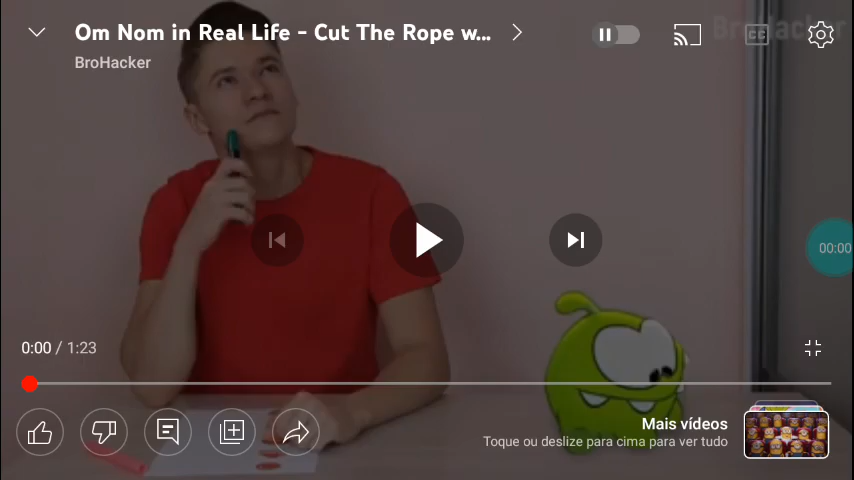 Om Nom in Real Life - Cut The Rope w...
BroHacker
BroHacker
CC
00:00
0:00 / 1:23
Mais vídeos
Toque ou deslize para cima para ver tudo